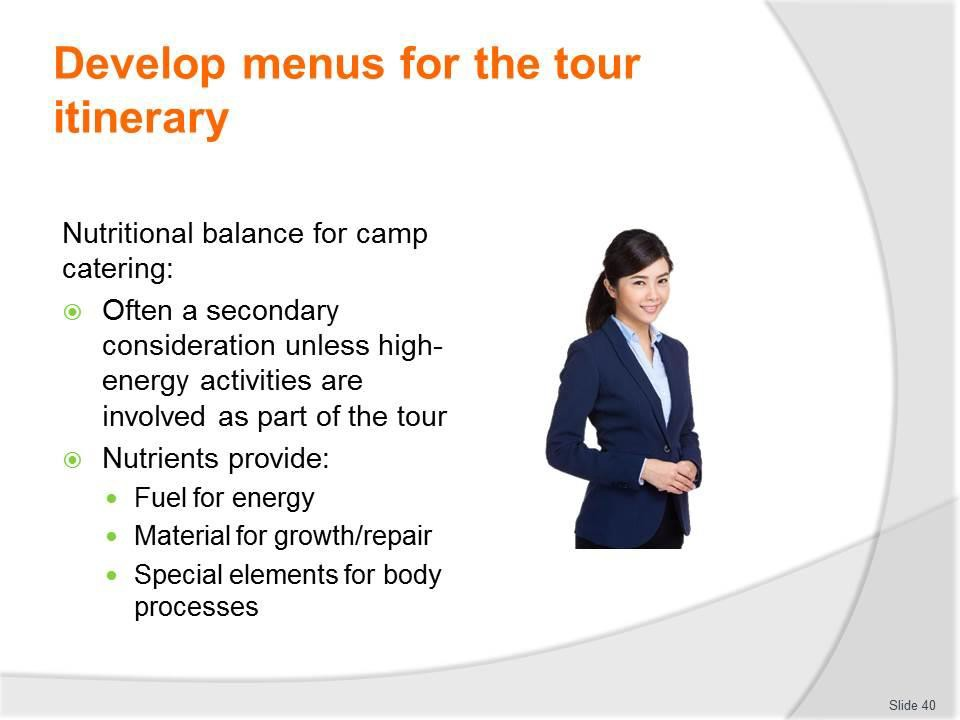 Develop menus for the tour
itinerary
Nutritional balance for camp
catering:
Often a secondary
consideration unless high-
energy activities are
involved as part of the tour
Nutrients provide:
Fuel for energy
Material for growth/repair
Special elements for body
processes
Slide 40